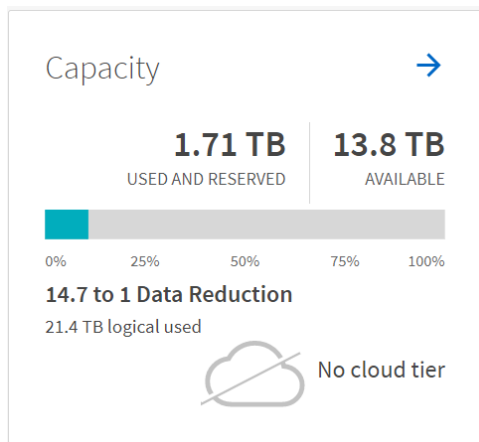 Capacity
1.71 TB
USED AND RESERVED
13.8 TB
AVAILABLE
0% 25% 50% 75% 100%
14.7 to 1 Data Reduction
21.4 TB logical used
No cloud tier